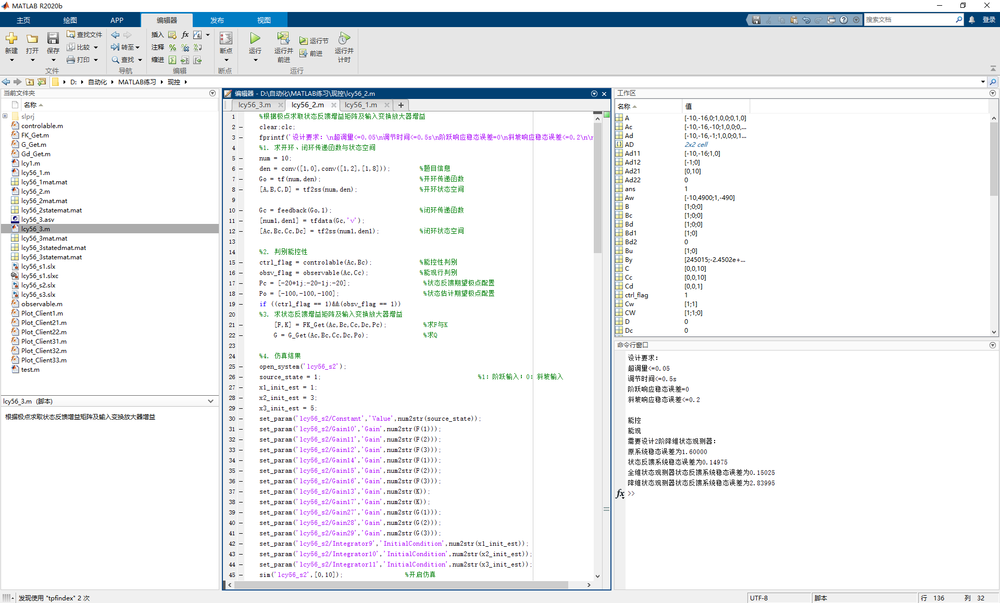 MATLAB R2020b
主页
绘图
APP
编辑器
发布
视图
搜索文档
登录
新建
打开
保存
查找文件
比较
打印
文件
转至
查找
导航
插入
注释
缩进
编辑
断点
断点
运行
运行并
前进
运行节
前进
运行并
计时
运行
D:
自动化
MATLAB练习
现控
当前文件夹
名称
slprj
controlable.m
FK_Get.m
G_Get.m
Gd_Get.m
lcy1.m
lcy56_1.m
lcy56_1mat.mat
lcy56_2.m
lcy56_2mat.mat
lcy56_2statemat.mat
lcy56_3.asv
lcy56_3.m
lcy56_3mat.mat
lcy56_3statedmat.mat
lcy56_3statemat.mat
lcy56_s1.slx
lcy56_s1.slxc
lcy56_s2.slx
lcy56_s3.slx
observable.m
Plot_Client1.m
Plot_Client21.m
Plot_Client22.m
Plot_Client31.m
Plot_Client32.m
Plot_Client33.m
test.m
lcy56_3.m (脚本)
根据极点求取状态反馈增益矩阵及输入变换放大器增益
编辑器 - D:\自动化\MATLAB练习\现控\lcy56_2.m
lcy56_3.m
lcy56_2.m
lcy56_1.m
1 %根据极点求取状态反馈增益矩阵及输入变换放大器增益
2 – clear;clc;
3 – fprintf('设计要求: \n超调量<=0.05\n调节时间<=0.5s\n阶跃响应稳态误差=0\n斜坡响应稳态误差<=0.2\n\n
4 %1. 求开环、闭环传递函数与状态空间
5 – num = 10;
6 – den = conv([1,0],conv([1,2],[1,8])); %题目信息
7 – Go = tf(num,den); %开环传递函数
8 – [A,B,C,D] = tf2ss(num,den); %开环状态空间
9
10 – Gc = feedback(Go,1); %闭环传递函数
11 – [num1,den1] = tfdata(Gc,'v');
12 – [Ac,Bc,Cc,Dc] = tf2ss(num1,den1); %闭环状态空间
13
14 %2. 判别能控性
15 – ctrl_flag = controlable(Ac,Bc); %能控性判别
16 – obsv_flag = observable(Ac,Cc); %能观行判别
17 – Pc = [-20+1j;-20-1j;-20]; %状态反馈期望极点配置
18 – Po = [-100,-100,-100]; %状态估计期望极点配置
19 – if ((ctrl_flag == 1)&&(obsv_flag == 1))
20 %3. 求状态反馈增益矩阵及输入变换放大器增益
21 – [F,K] = FK_Get(Ac,Bc,Cc,Dc,Pc); %求F与K
22 – G = G_Get(Ac,Bc,Cc,Dc,Po); %求Q
23
24 %4. 仿真结果
25 – open_system('lcy56_s2');
26 – source_state = 1; %1: 阶跃输入; 0: 斜坡输入
27 – x1_init_est = 1;
28 – x2_init_est = 3;
29 – x3_init_est = 5;
30 – set_param('lcy56_s2/Constant','Value',num2str(source_state));
31 – set_param('lcy56_s2/Gain10','Gain',num2str(F(1)));
32 – set_param('lcy56_s2/Gain11','Gain',num2str(F(2)));
33 – set_param('lcy56_s2/Gain12','Gain',num2str(F(3)));
34 – set_param('lcy56_s2/Gain14','Gain',num2str(F(1)));
35 – set_param('lcy56_s2/Gain15','Gain',num2str(F(2)));
36 – set_param('lcy56_s2/Gain16','Gain',num2str(F(3)));
37 – set_param('lcy56_s2/Gain13','Gain',num2str(K));
38 – set_param('lcy56_s2/Gain17','Gain',num2str(K));
39 – set_param('lcy56_s2/Gain27','Gain',num2str(G(1)));
40 – set_param('lcy56_s2/Gain28','Gain',num2str(G(2)));
41 – set_param('lcy56_s2/Gain29','Gain',num2str(G(3)));
42 – set_param('lcy56_s2/Integrator9','InitialCondition',num2str(x1_init_est));
43 – set_param('lcy56_s2/Integrator10','InitialCondition',num2str(x2_init_est));
44 – set_param('lcy56_s2/Integrator11','InitialCondition',num2str(x3_init_est));
45 – sim('lcy56_s2',[0,10]); %开启仿真
工作区
名称 值
A [-10,-16,0;1,0,0;0,1,0]
Ac [-10,-16,-10;1,0,0;0,...
Ad [-10,-16,-1;1,0,0;0,1...
AD 2x2 cell
Ad11 [-10,-16;1,0]
Ad12 [-1;0]
Ad21 [0,10]
Ad22 0
ans 1
Aw [-10,4900;1,-490]
B [1;0;0]
Bc [1;0;0]
Bd [1;0;0]
Bd1 [1;0]
Bd2 0
Bu [1;0]
By [245015;-2.4502e+...
C [0,0,10]
Cc [0,0,10]
Cd [0,0,1]
ctrl_flag 1
Cw [1;1]
CW [1;1;0]
D 0
Dc 0
命令行窗口
设计要求:
超调量<=0.05
调节时间<=0.5s
阶跃响应稳态误差=0
斜坡响应稳态误差<=0.2
能控
能观
需要设计2阶降维状态观测器:
原系统稳态误差为1.60000
状态反馈系统稳态误差为0.14975
全维状态观测器状态反馈系统稳态误差为0.15025
降维状态观测器状态反馈系统稳态误差为2.83995
fx >>
发现使用 "tpfindex" 2 次
UTF-8
脚本
行 136 列 32